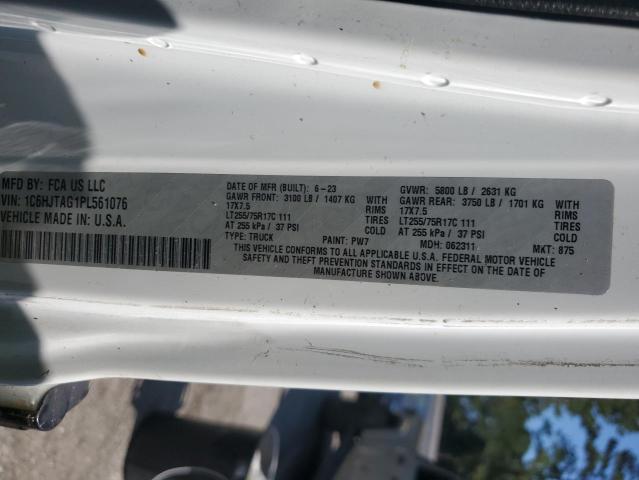 MFD. BY: FCA US LLC
VIN: 1C6HJTAG1PL561076
VEHICLE MADE IN U.S.A.
DATE OF MFR (BUILT): 6-23
GAWR FRONT: 3100 LB / 1407 KG WITH
17X7.5 RIMS
LT255/75R17C 111 TIRES
AT 255 kPa / 37 PSI COLD
TYPE: TRUCK PAINT: PW7
GVWR: 5800 LB / 2631 KG
GAWR REAR: 3750 LB / 1701 KG WITH
17X7.5 RIMS
LT255/75R17C 111 TIRES
AT 255 kPa / 37 PSI COLD
MDH: 062311 MKT: 875
THIS VEHICLE CONFORMS TO ALL APPLICABLE U.S.A. FEDERAL MOTOR VEHICLE
SAFETY AND THEFT PREVENTION STANDARDS IN EFFECT ON THE DATE OF
MANUFACTURE SHOWN ABOVE.